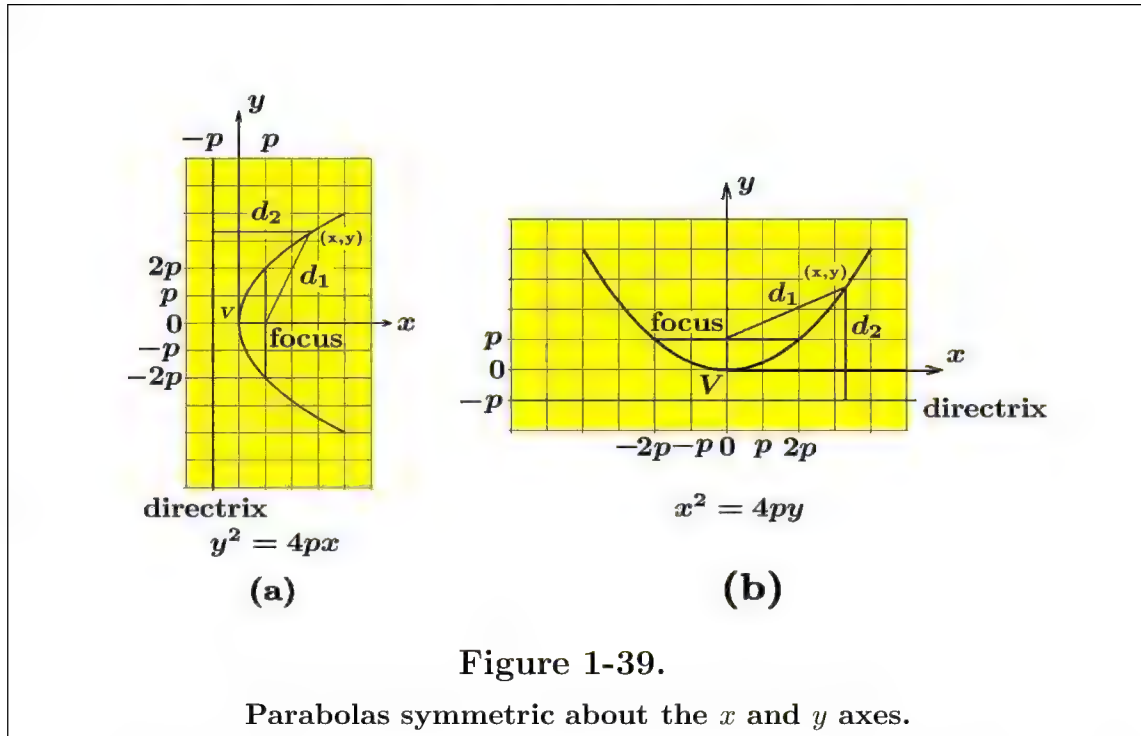 y
−p p
d₂
(x,y)
2p
d₁
p
V
0
x
focus
−p
−2p
directrix
y² = 4px
(a)
y
(x,y)
d₁
focus
d₂
p
x
0
V
−p
directrix
−2p −p 0 p 2p
x² = 4py
(b)
Figure 1-39.
Parabolas symmetric about the x and y axes.